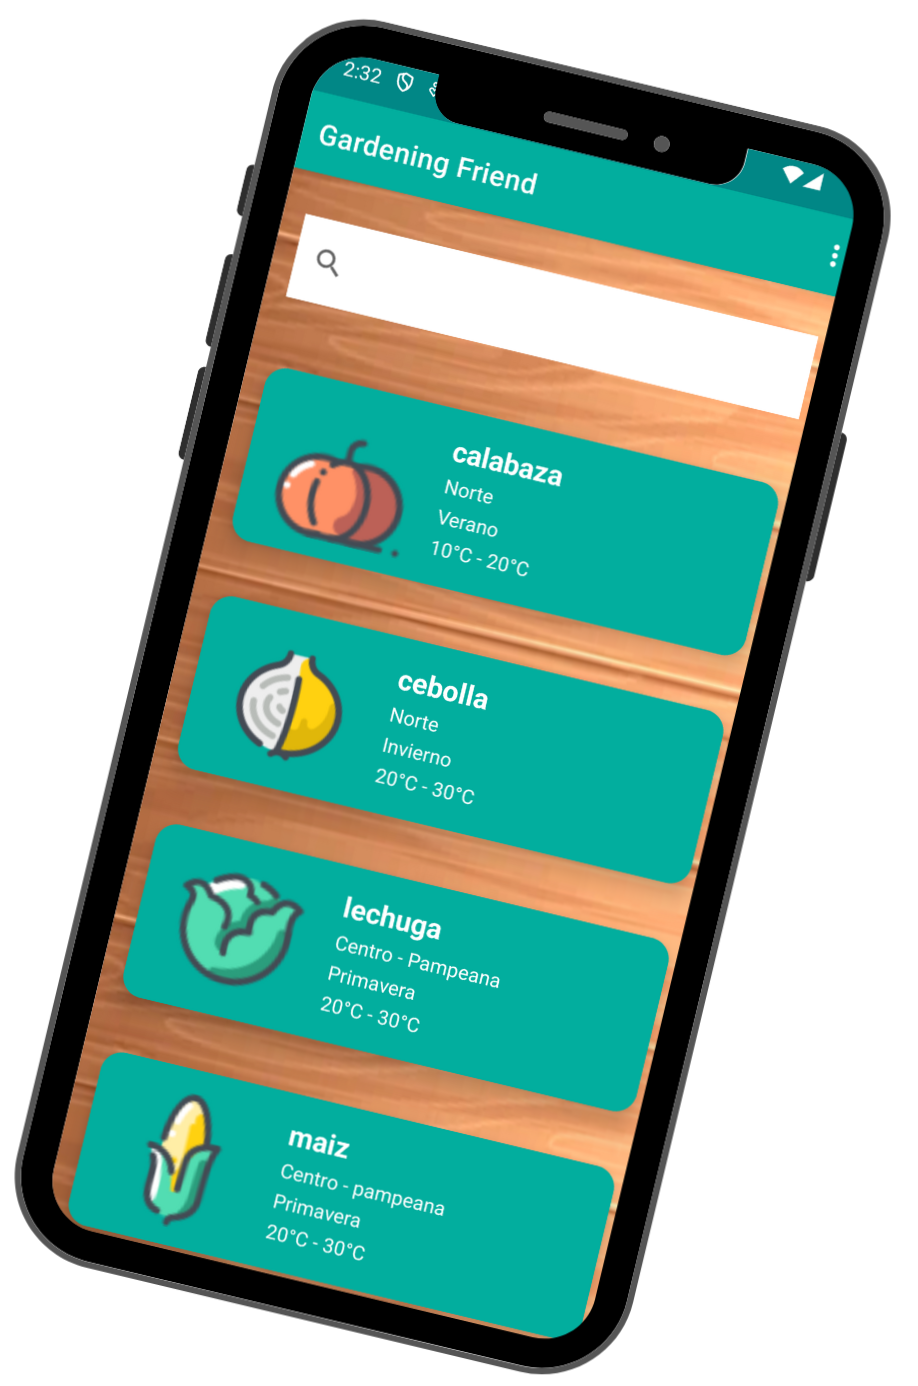 2:32
Gardening Friend
calabaza
Norte
Verano
10°C - 20°C
cebolla
Norte
Invierno
20°C - 30°C
lechuga
Centro - Pampeana
Primavera
20°C - 30°C
maiz
Centro - pampeana
Primavera
20°C - 30°C